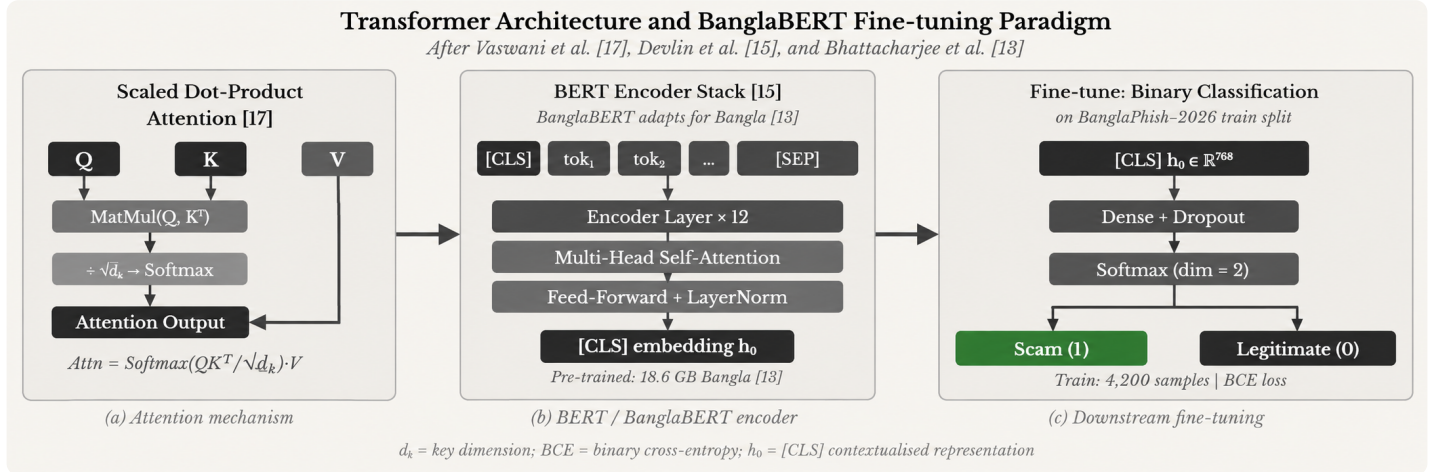 Transformer Architecture and BanglaBERT Fine-tuning Paradigm
After Vaswani et al. [17], Devlin et al. [15], and Bhattacharjee et al. [13]
Scaled Dot-Product
Attention [17]
Q K V
MatMul(Q, Kᵀ)
÷ √dₖ → Softmax
Attention Output
Attn = Softmax(QKᵀ/√dₖ)·V
(a) Attention mechanism
BERT Encoder Stack [15]
BanglaBERT adapts for Bangla [13]
[CLS] tok₁ tok₂ ... [SEP]
Encoder Layer × 12
Multi-Head Self-Attention
Feed-Forward + LayerNorm
[CLS] embedding h₀
Pre-trained: 18.6 GB Bangla [13]
(b) BERT / BanglaBERT encoder
Fine-tune: Binary Classification
on BanglaPhish–2026 train split
[CLS] h₀ ∈ ℝ⁷⁶⁸
Dense + Dropout
Softmax (dim = 2)
Scam (1) Legitimate (0)
Train: 4,200 samples | BCE loss
(c) Downstream fine-tuning
dₖ = key dimension; BCE = binary cross-entropy; h₀ = [CLS] contextualised representation